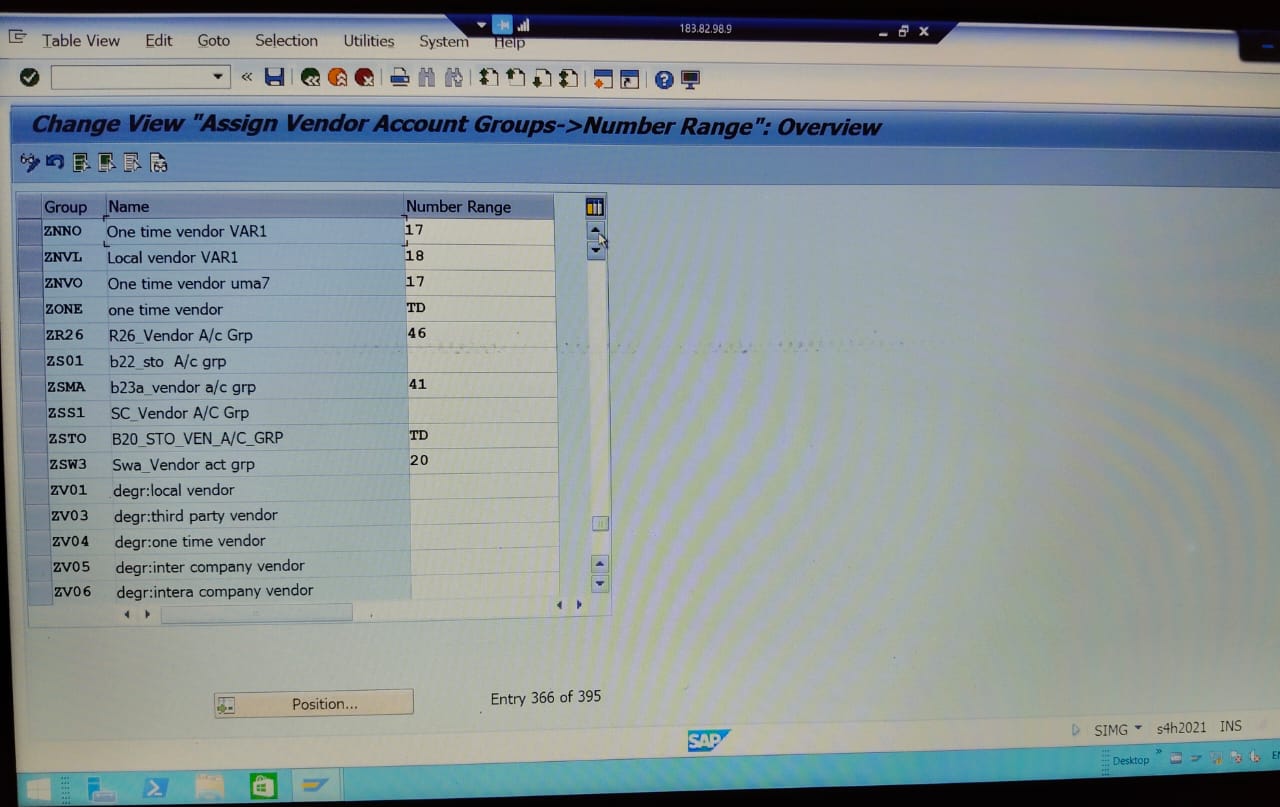 183.82.98.9
Table View Edit Goto Selection Utilities System Help
Change View "Assign Vendor Account Groups->Number Range": Overview
Group Name Number Range
ZNNO One time vendor VAR1 17
ZNVL Local vendor VAR1 18
ZNVO One time vendor uma7 17
ZONE one time vendor TD
ZR26 R26_Vendor A/c Grp 46
ZS01 b22_sto A/c grp
ZSMA b23a_vendor a/c grp 41
ZSS1 SC_Vendor A/C Grp
ZSTO B20_STO_VEN_A/C_GRP TD
ZSW3 Swa_Vendor act grp 20
ZV01 degr:local vendor
ZV03 degr:third party vendor
ZV04 degr:one time vendor
ZV05 degr:inter company vendor
ZV06 degr:intera company vendor
Position... Entry 366 of 395
SAP
SIMG s4h2021 INS
Desktop